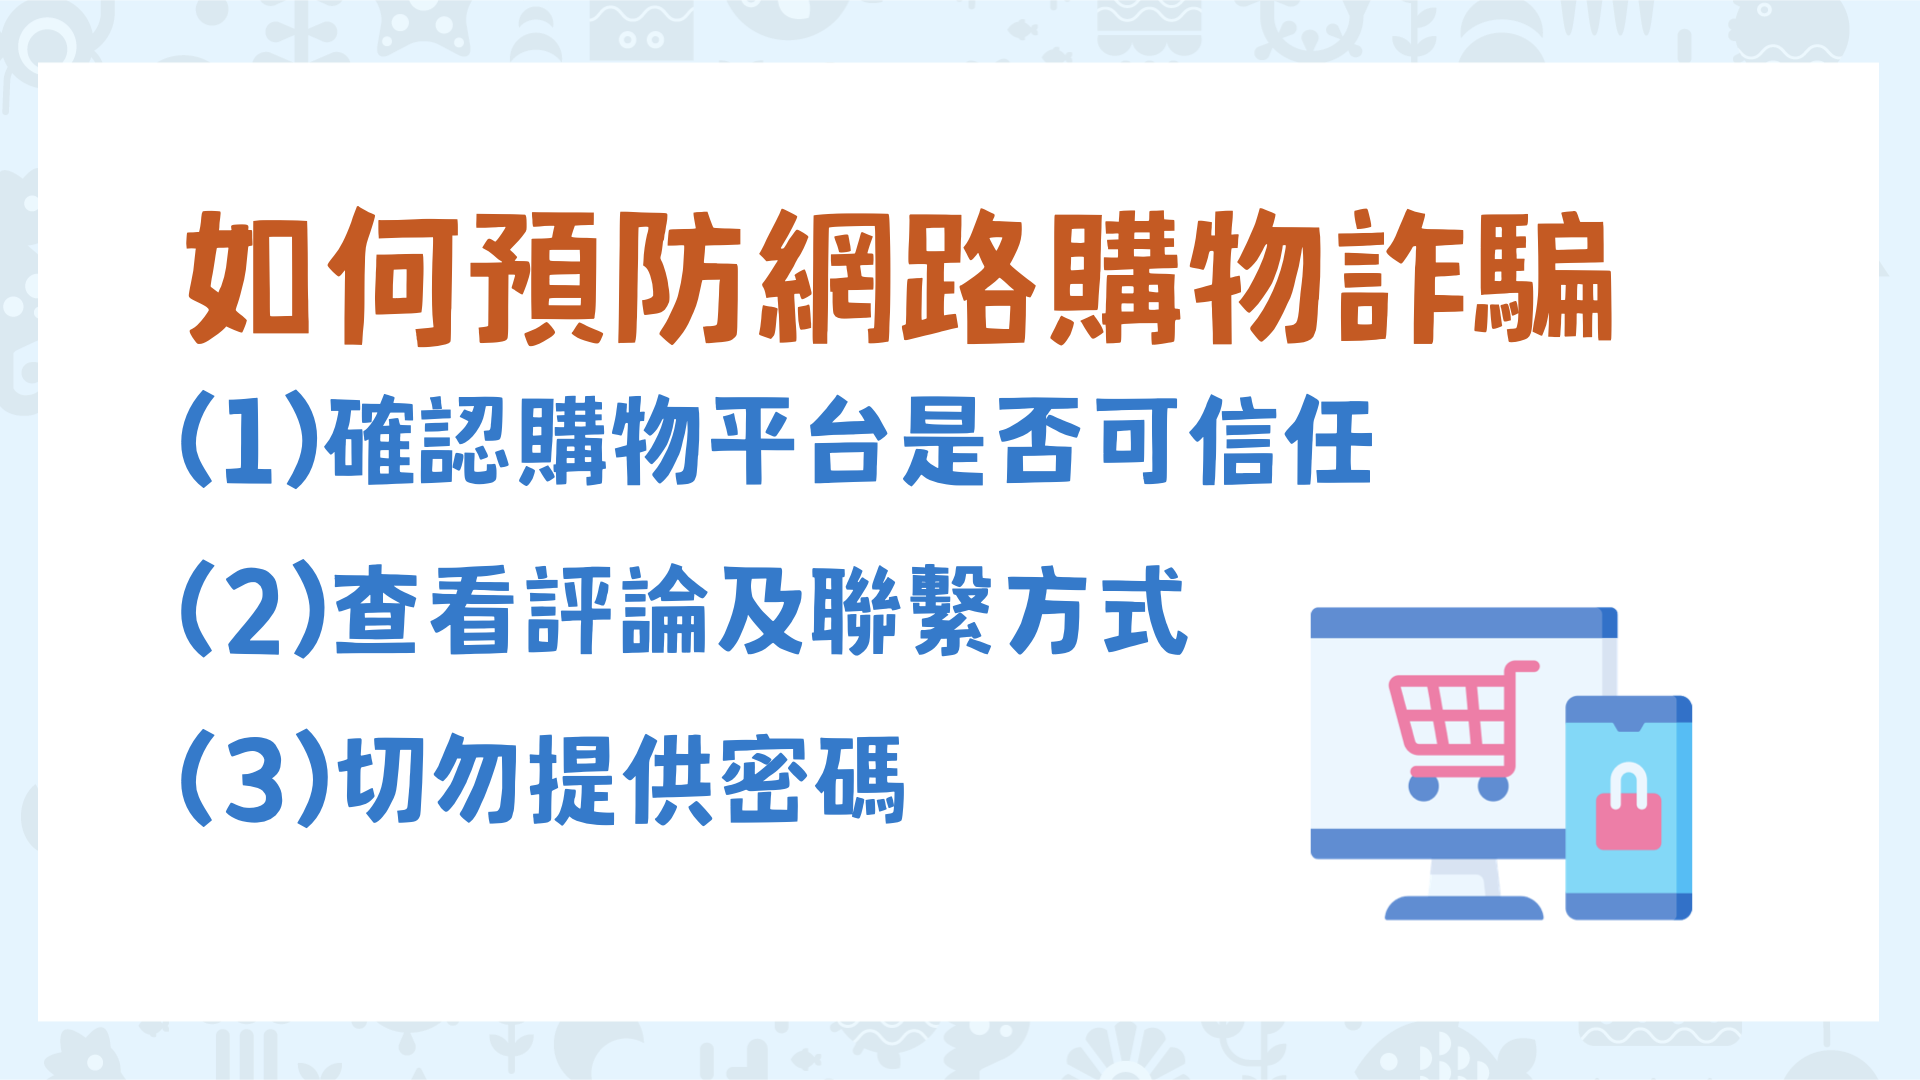 如何預防網路購物詐騙
(1)確認購物平台是否可信任
(2)查看評論及聯繫方式
(3)切勿提供密碼